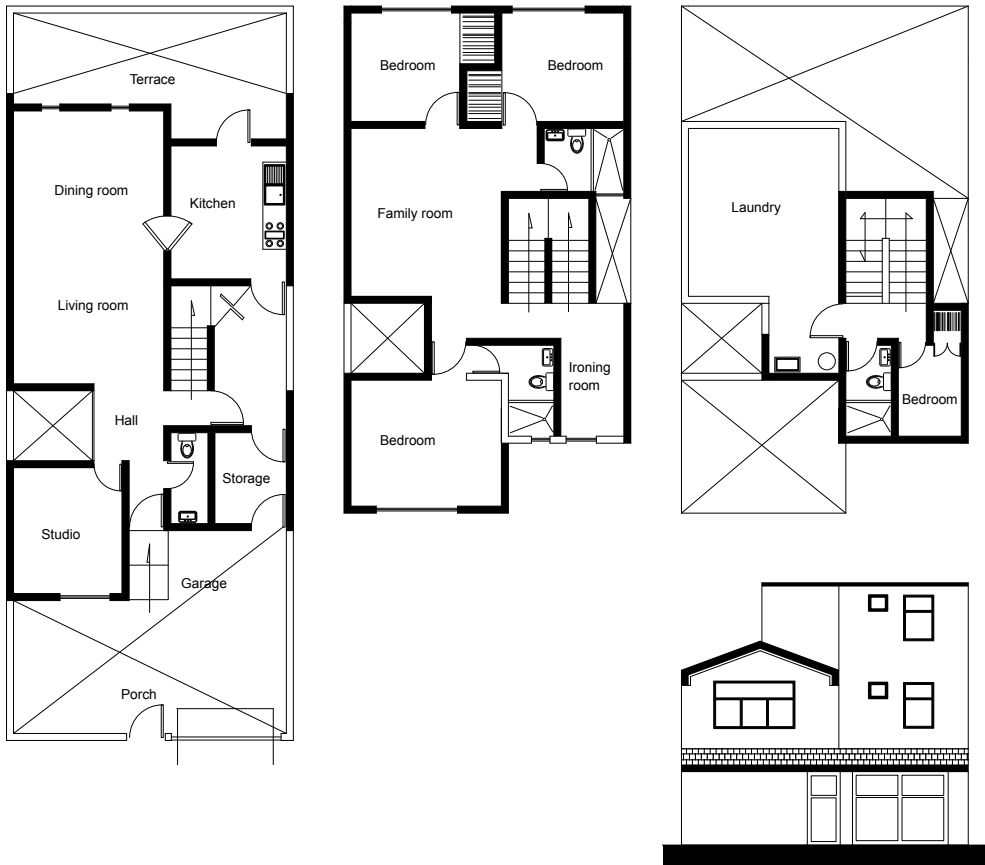 Terrace
Dining room
Kitchen
Living room
Hall
Storage
Studio
Garage
Porch
Bedroom
Bedroom
Family room
Ironing
room
Bedroom
Laundry
Bedroom